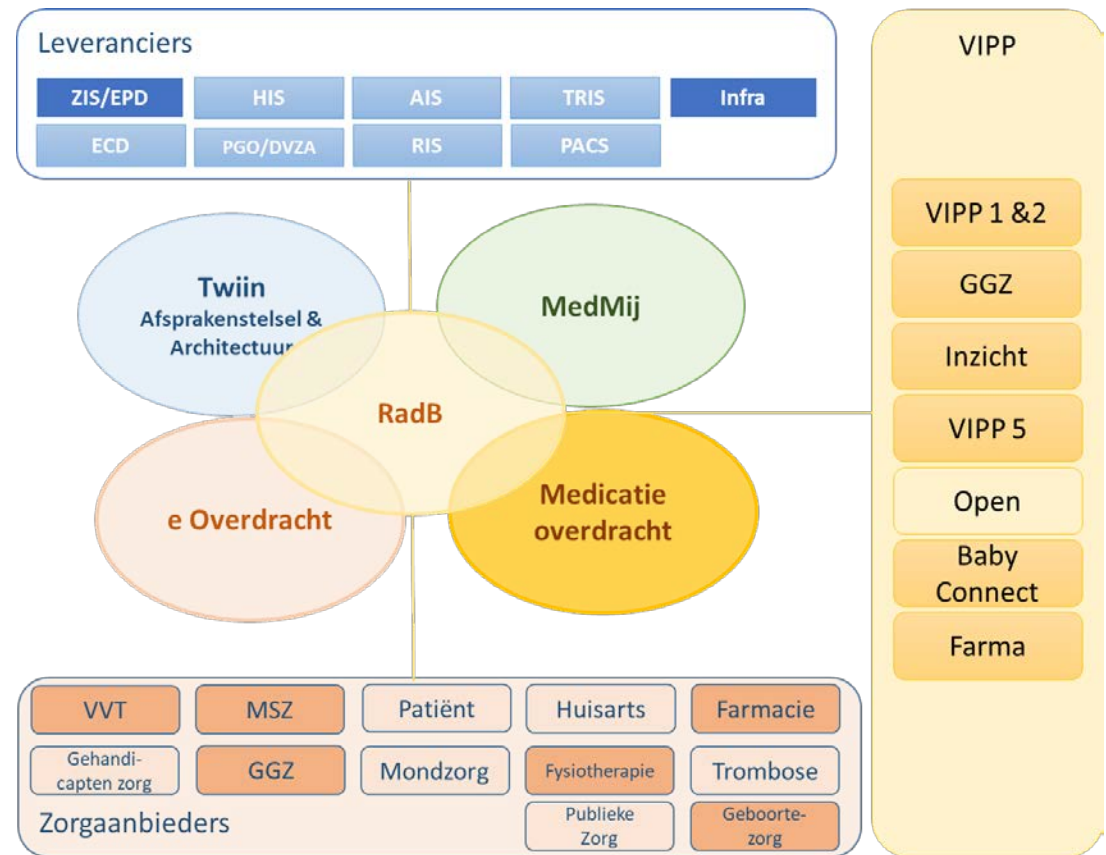 Leveranciers
ZIS/EPD
HIS
AIS
TRIS
Infra
ECD
PGO/DVZA
RIS
PACS
Twiin
Afsprakenstelsel &
Architectuur
MedMij
RadB
e Overdracht
Medicatie
overdracht
VVT
MSZ
Patiënt
Huisarts
Farmacie
Gehandi-
capten zorg
GGZ
Mondzorg
Fysiotherapie
Trombose
Zorgaanbieders
Publieke
Zorg
Geboorte-
zorg
VIPP
VIPP 1 &2
GGZ
Inzicht
VIPP 5
Open
Baby
Connect
Farma